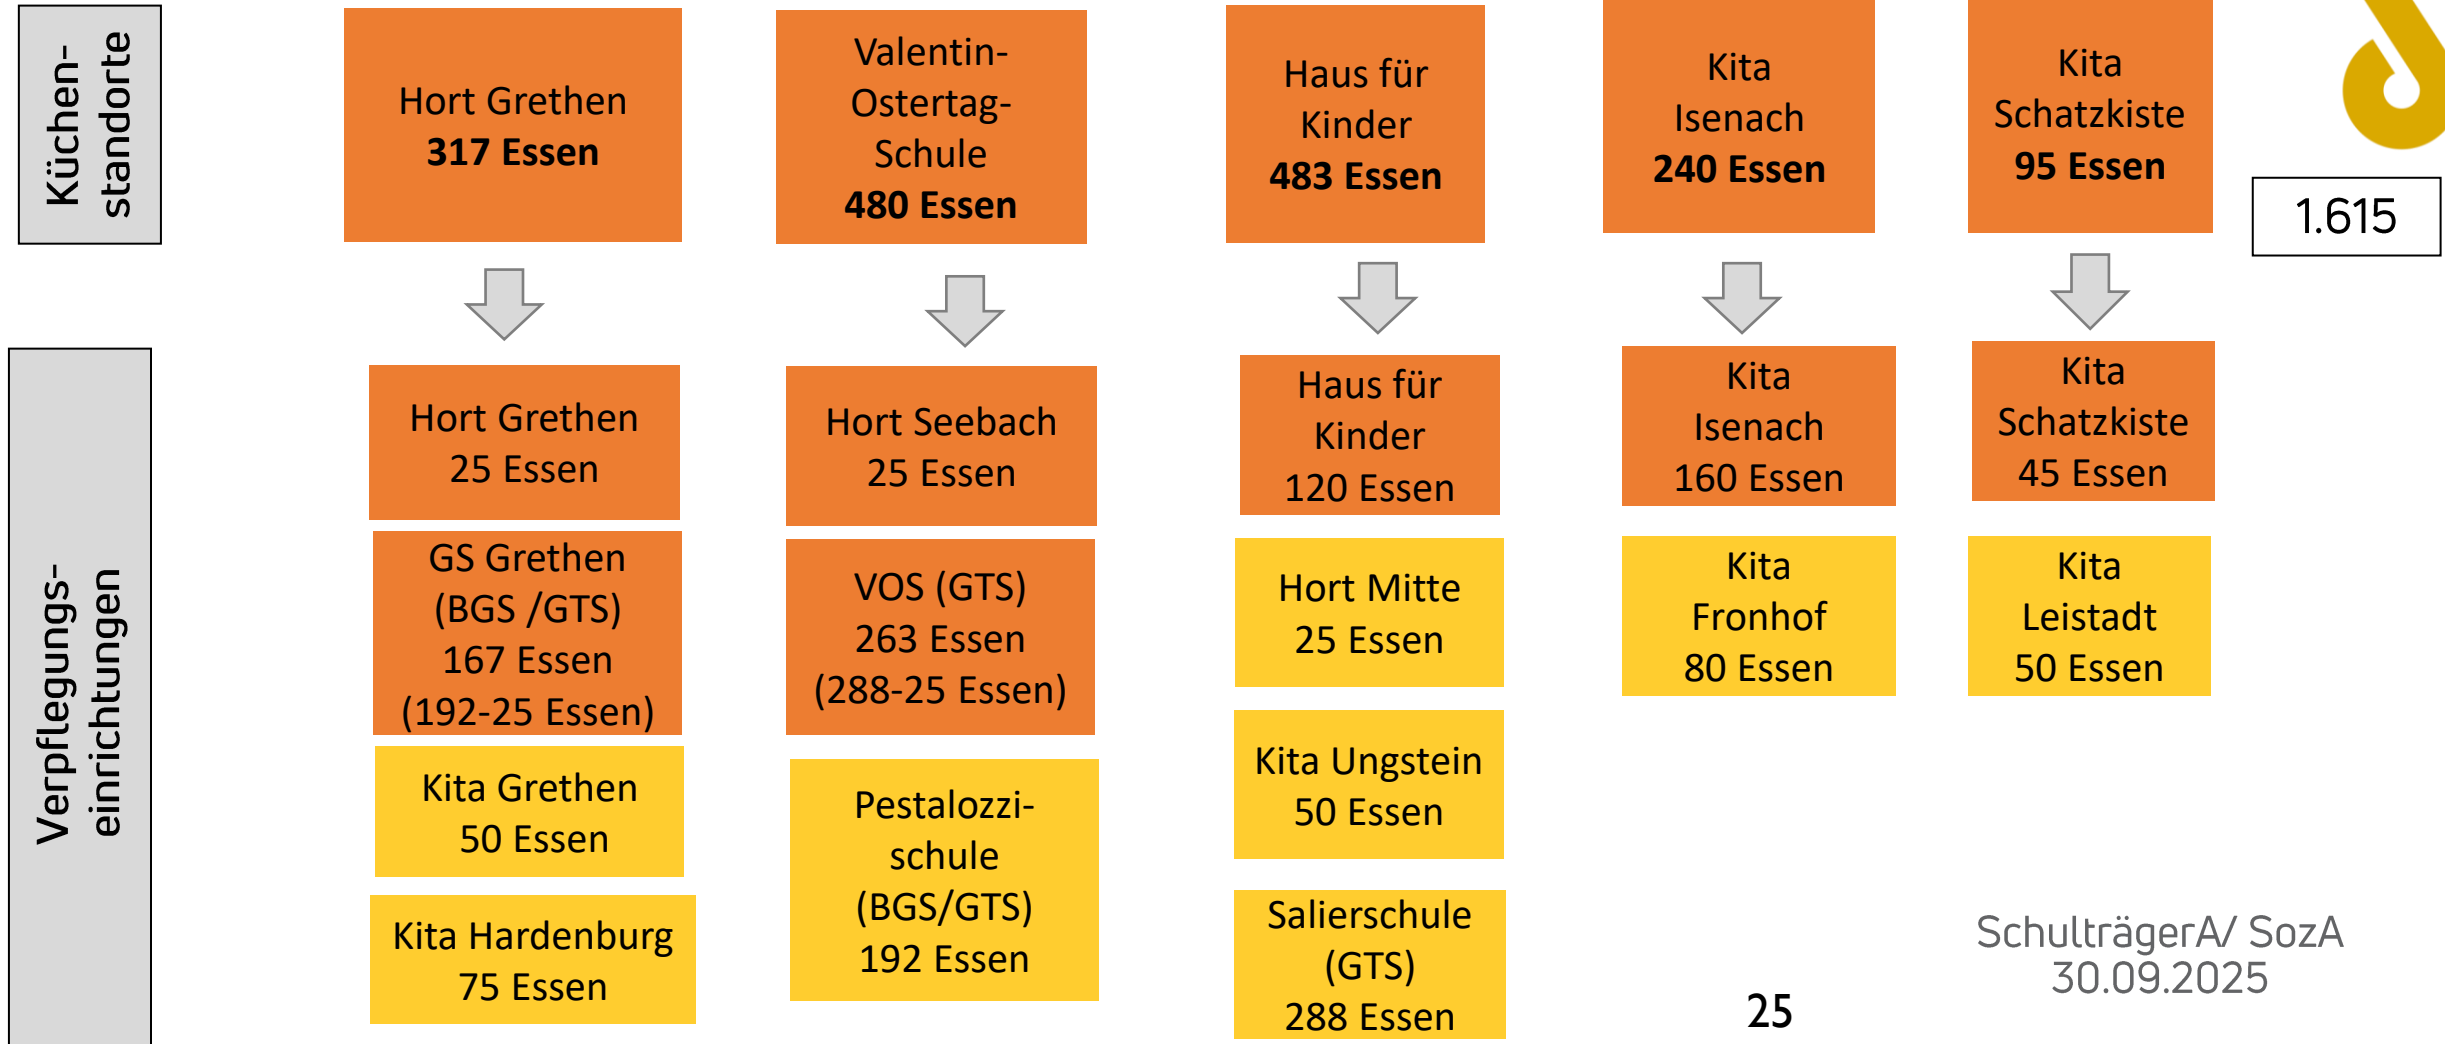 Küchen-
standorte
Hort Grethen
317 Essen
Valentin-
Ostertag-
Schule
480 Essen
Haus für
Kinder
483 Essen
Kita
Isenach
240 Essen
Kita
Schatzkiste
95 Essen
1.615
Verpflegungs-
einrichtungen
Hort Grethen
25 Essen
GS Grethen
(BGS /GTS)
167 Essen
(192-25 Essen)
Kita Grethen
50 Essen
Kita Hardenburg
75 Essen
Hort Seebach
25 Essen
VOS (GTS)
263 Essen
(288-25 Essen)
Pestalozzi-
schule
(BGS/GTS)
192 Essen
Haus für
Kinder
120 Essen
Hort Mitte
25 Essen
Kita Ungstein
50 Essen
Salierschule
(GTS)
288 Essen
Kita
Isenach
160 Essen
Kita
Fronhof
80 Essen
Kita
Schatzkiste
45 Essen
Kita
Leistadt
50 Essen
SchulträgerA/ SozA
30.09.2025
25